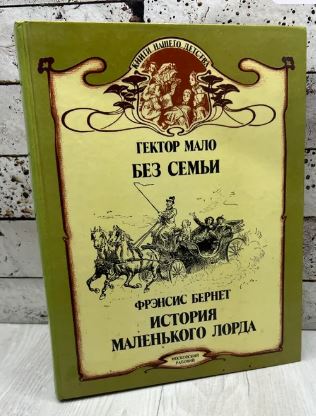 КНИГИ НАШЕГО ДЕТСТВА
ГЕКТОР МАЛО
БЕЗ СЕМЬИ
ФРЭНСИС БЕРНЕТ
ИСТОРИЯ
МАЛЕНЬКОГО ЛОРДА
МОСКОВСКИЙ
РАБОЧИЙ